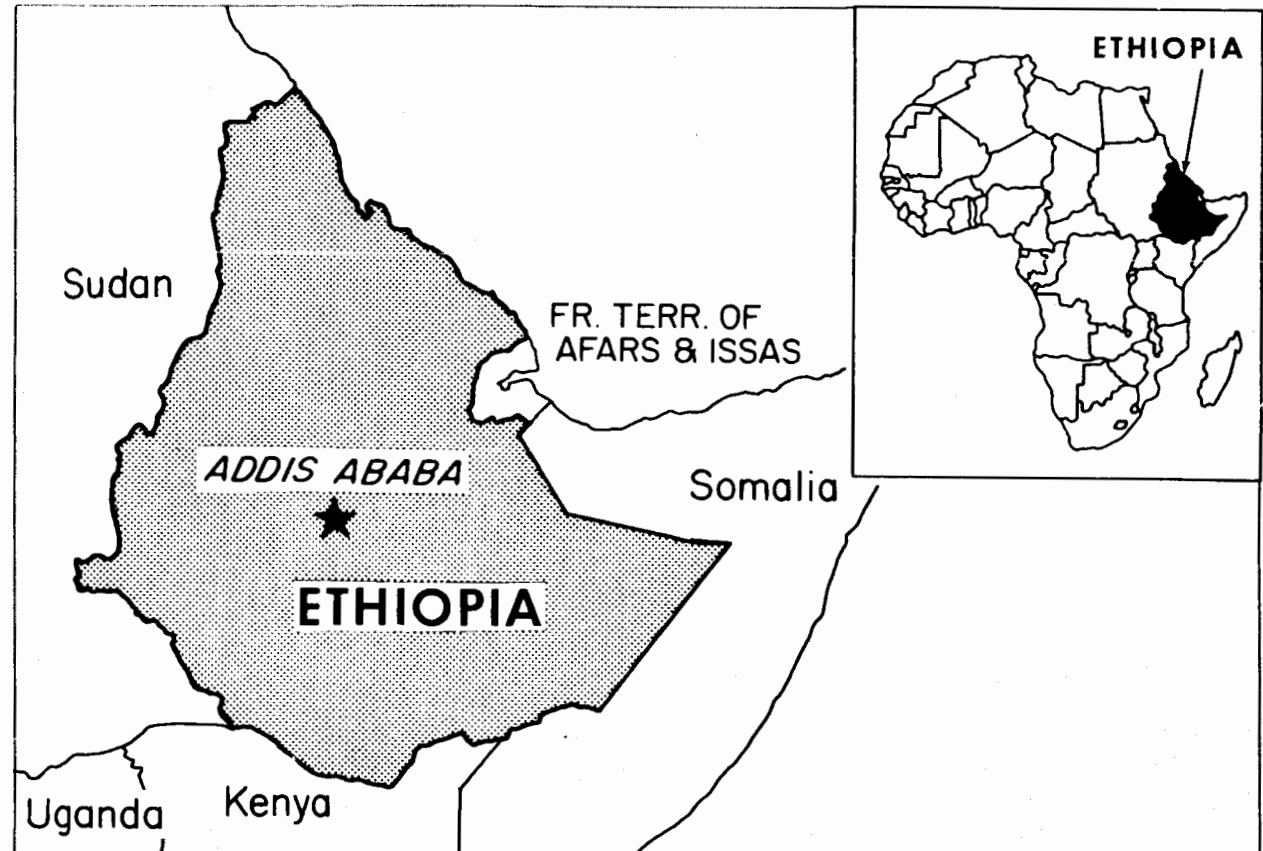 ETHIOPIA
Sudan
FR. TERR. OF
AFARS & ISSAS
ADDIS ABABA
Somalia
ETHIOPIA
Uganda
Kenya